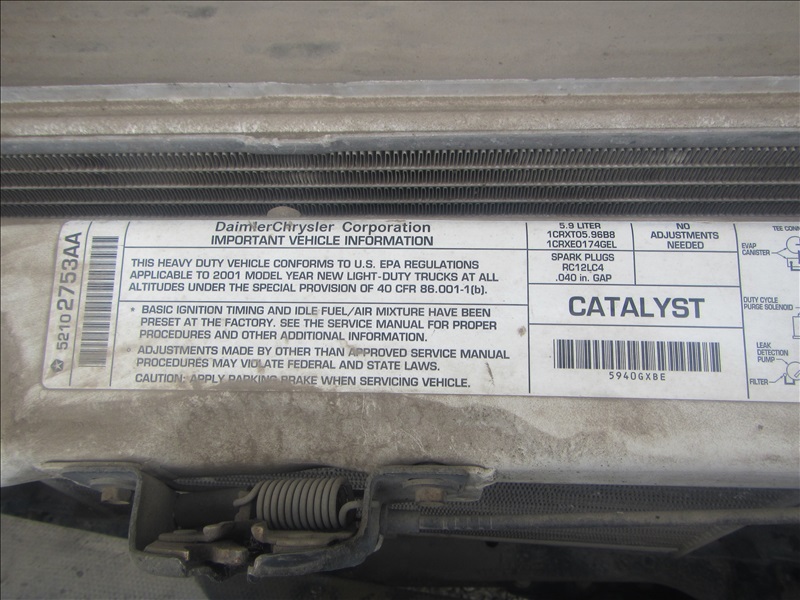 52102753AA
DaimlerChrysler Corporation
IMPORTANT VEHICLE INFORMATION
THIS HEAVY DUTY VEHICLE CONFORMS TO U.S. EPA REGULATIONS
APPLICABLE TO 2001 MODEL YEAR NEW LIGHT-DUTY TRUCKS AT ALL
ALTITUDES UNDER THE SPECIAL PROVISION OF 40 CFR 86.001-1(b).
• BASIC IGNITION TIMING AND IDLE FUEL/AIR MIXTURE HAVE BEEN
PRESET AT THE FACTORY. SEE THE SERVICE MANUAL FOR PROPER
PROCEDURES AND OTHER ADDITIONAL INFORMATION.
• ADJUSTMENTS MADE BY OTHER THAN APPROVED SERVICE MANUAL
PROCEDURES MAY VIOLATE FEDERAL AND STATE LAWS.
CAUTION: APPLY PARKING BRAKE WHEN SERVICING VEHICLE.
5.9 LITER
1CRXT05.96B8
1CRXE0174GEL
SPARK PLUGS
RC12LC4
.040 in. GAP
NO
ADJUSTMENTS
NEEDED
CATALYST
5940GXBE
TEE CONN
EVAP
CANISTER
DUTY CYCLE
PURGE SOLENOID
LEAK
DETECTION
PUMP
FILTER